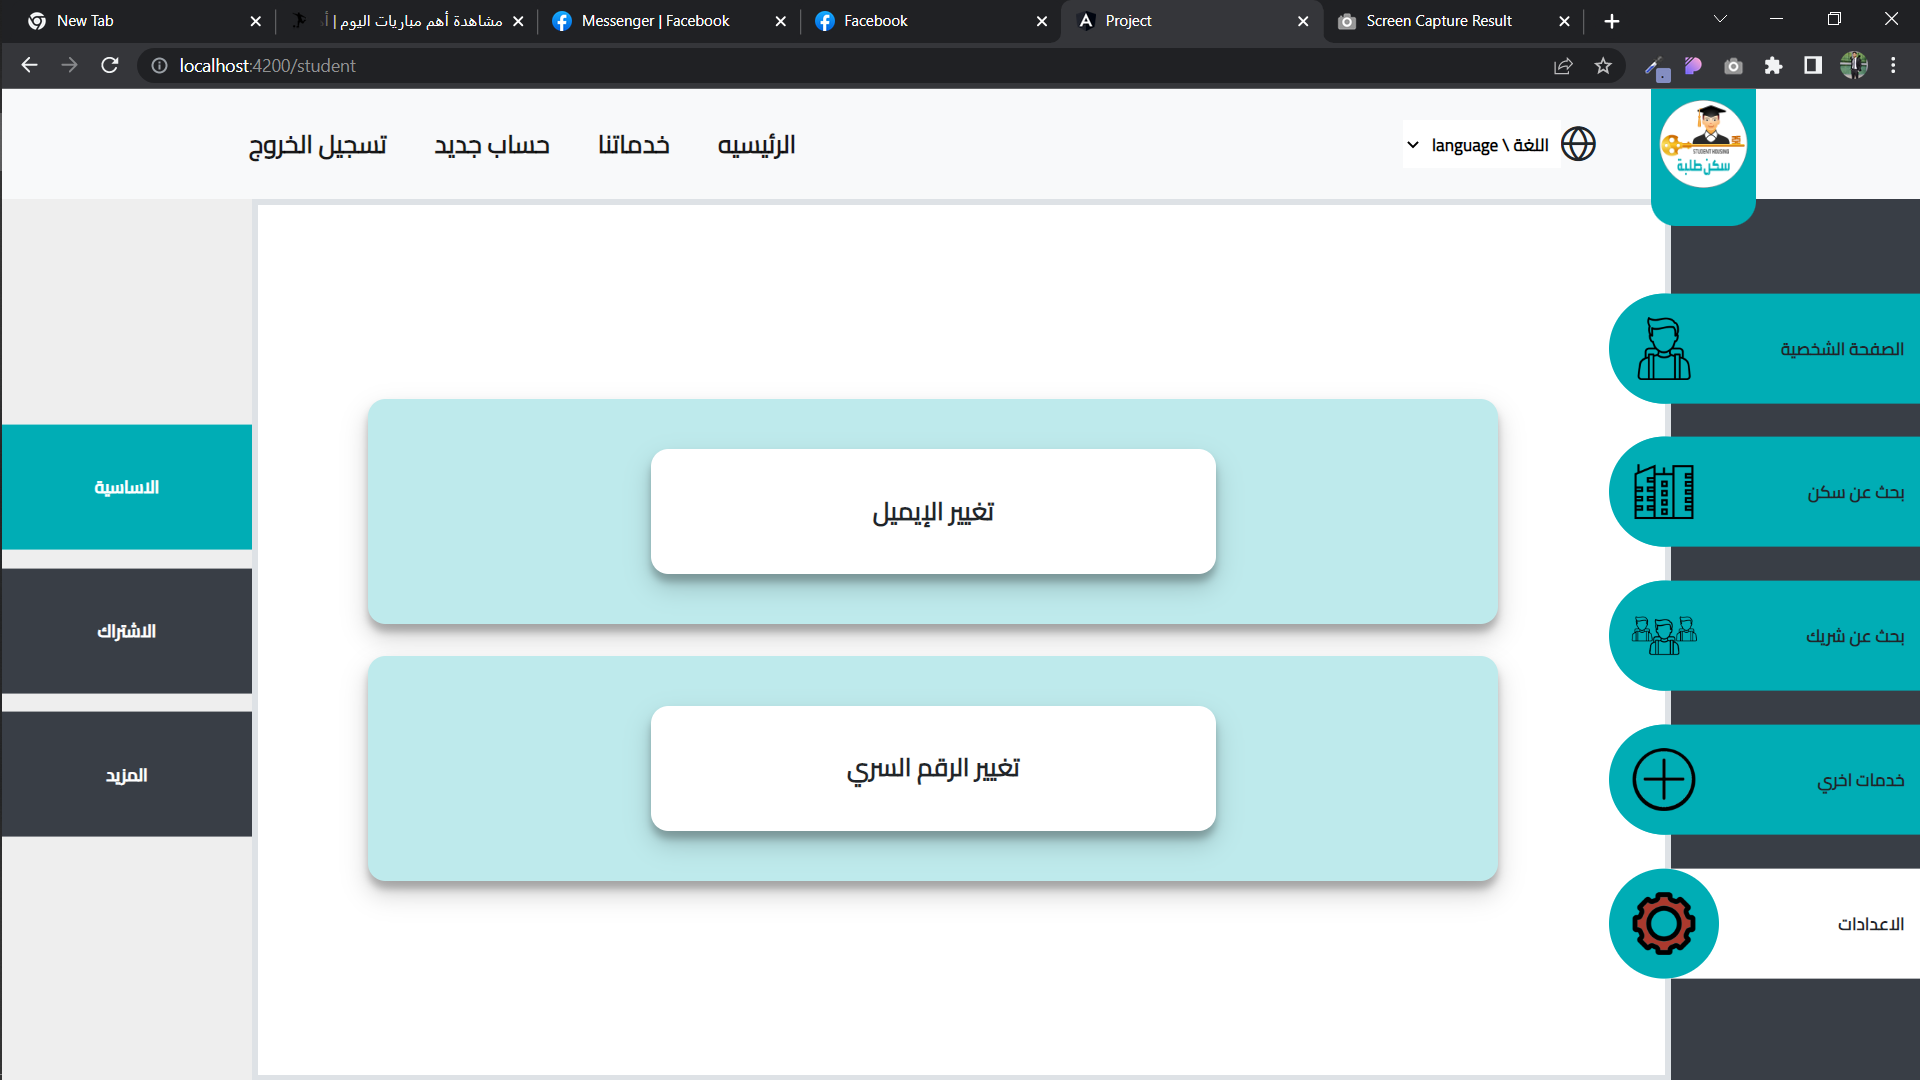 New Tab
مشاهدة أهم مباريات اليوم | أ
Messenger | Facebook
Facebook
Project
Screen Capture Result
localhost:4200/student
STUDENT HOUSING
سكن طلبة
اللغة \ language
الرئيسيه
خدماتنا
حساب جديد
تسجيل الخروج
الصفحة الشخصية
بحث عن سكن
بحث عن شريك
خدمات اخري
الاعدادات
تغيير الإيميل
تغيير الرقم السري
الاساسية
الاشتراك
المزيد